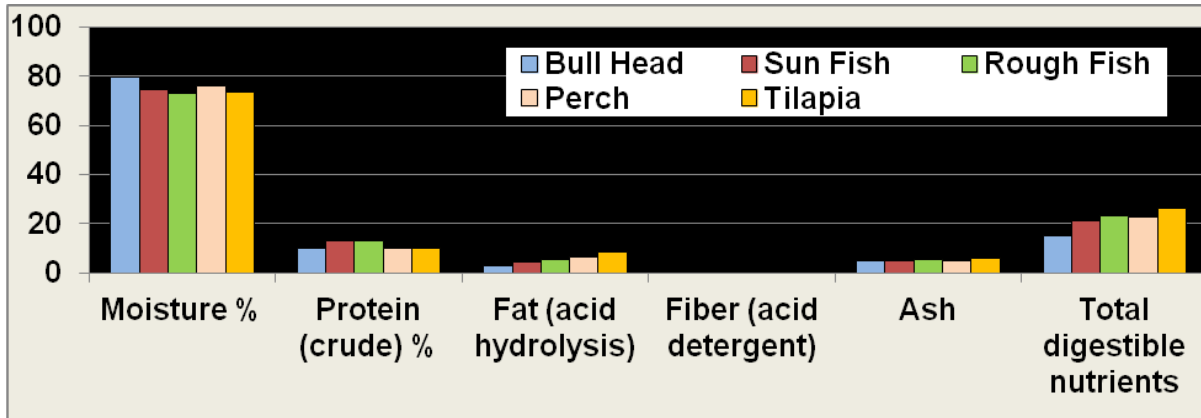 100
80
60
40
20
0
Bull Head Sun Fish Rough Fish
Perch Tilapia
Moisture % Protein Fat (acid Fiber (acid Ash Total
(crude) % hydrolysis) detergent) digestible
nutrients